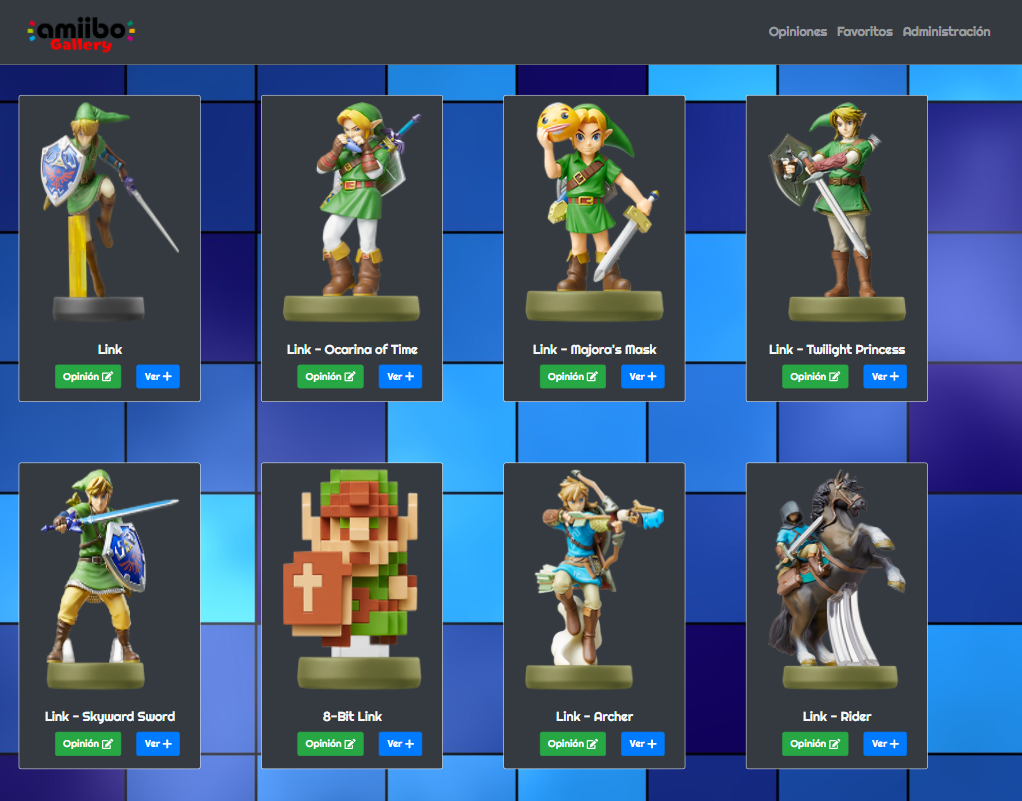 amiibo
Gallery
Opiniones Favoritos Administración
Link
Link - Ocarina of Time
Link - Majora's Mask
Link - Twilight Princess
Opinión Ver
Opinión Ver
Opinión Ver
Opinión Ver
Link - Skyward Sword
8-Bit Link
Link - Archer
Link - Rider
Opinión Ver
Opinión Ver
Opinión Ver
Opinión Ver